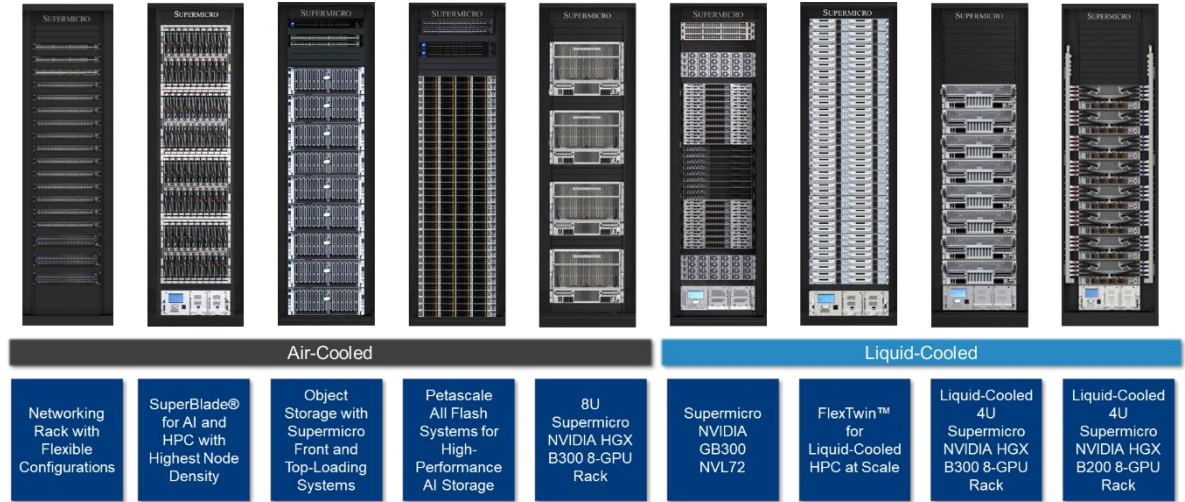 SUPERMICRO
SUPERMICRO
SUPERMICRO
SUPERMICRO
SUPERMICRO
SUPERMICRO
SUPERMICRO
SUPERMICRO
SUPERMICRO
Air-Cooled
Liquid-Cooled
Networking
Rack with
Flexible
Configurations
SuperBlade®
for AI and
HPC with
Highest Node
Density
Object
Storage with
Supermicro
Front and
Top-Loading
Systems
Petascale
All Flash
Systems for
High-
Performance
AI Storage
8U
Supermicro
NVIDIA HGX
B300 8-GPU
Rack
Supermicro
NVIDIA
GB300
NVL72
FlexTwin™
for
Liquid-Cooled
HPC at Scale
Liquid-Cooled
4U
Supermicro
NVIDIA HGX
B300 8-GPU
Rack
Liquid-Cooled
4U
Supermicro
NVIDIA HGX
B200 8-GPU
Rack